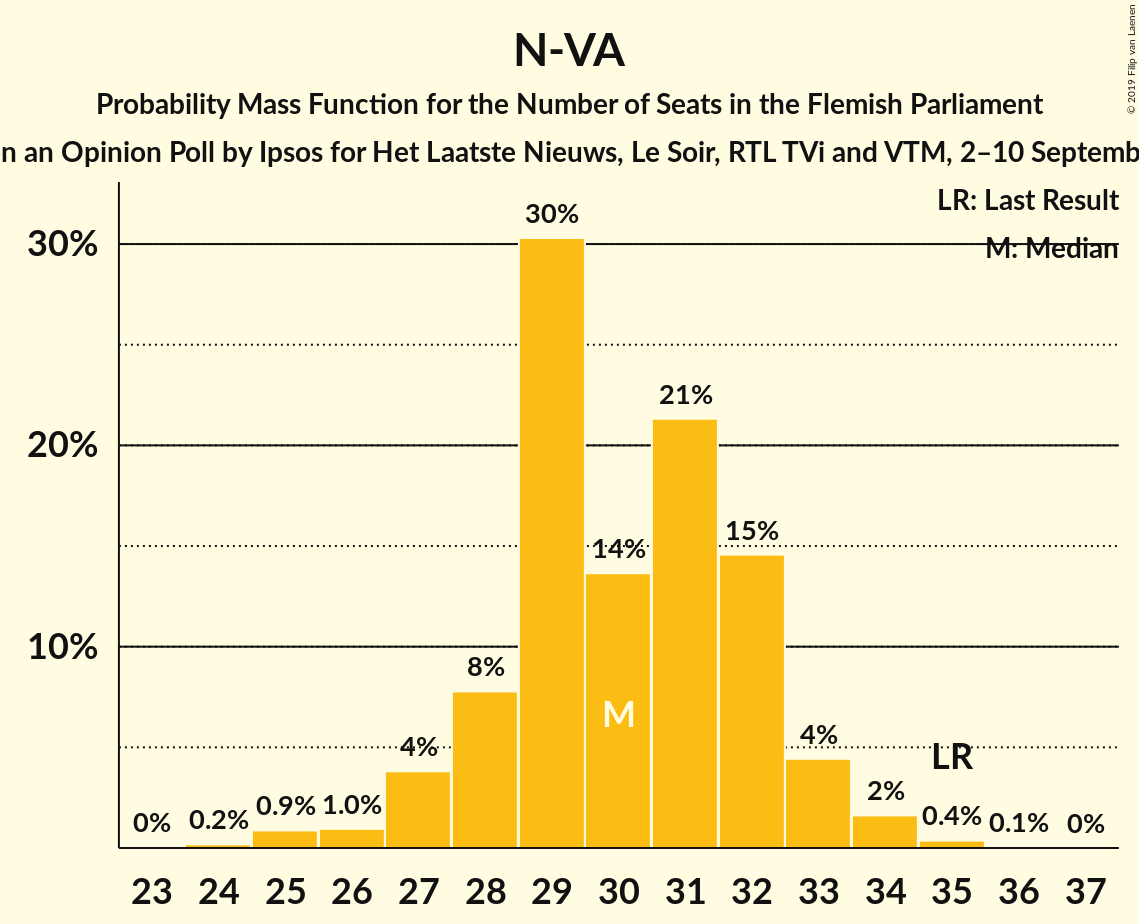 N-VA
Probability Mass Function for the Number of Seats in the Flemish Parliament
n an Opinion Poll by Ipsos for Het Laatste Nieuws, Le Soir, RTL TVi and VTM, 2–10 Septemb
© 2019 Filip van Laenen
LR: Last Result
M: Median
30%
20%
10%
0% 0.2% 0.9% 1.0% 4% 8% 30% 14% 21% 15% 4% 2% 0.4% 0.1% 0%
M
LR
23 24 25 26 27 28 29 30 31 32 33 34 35 36 37